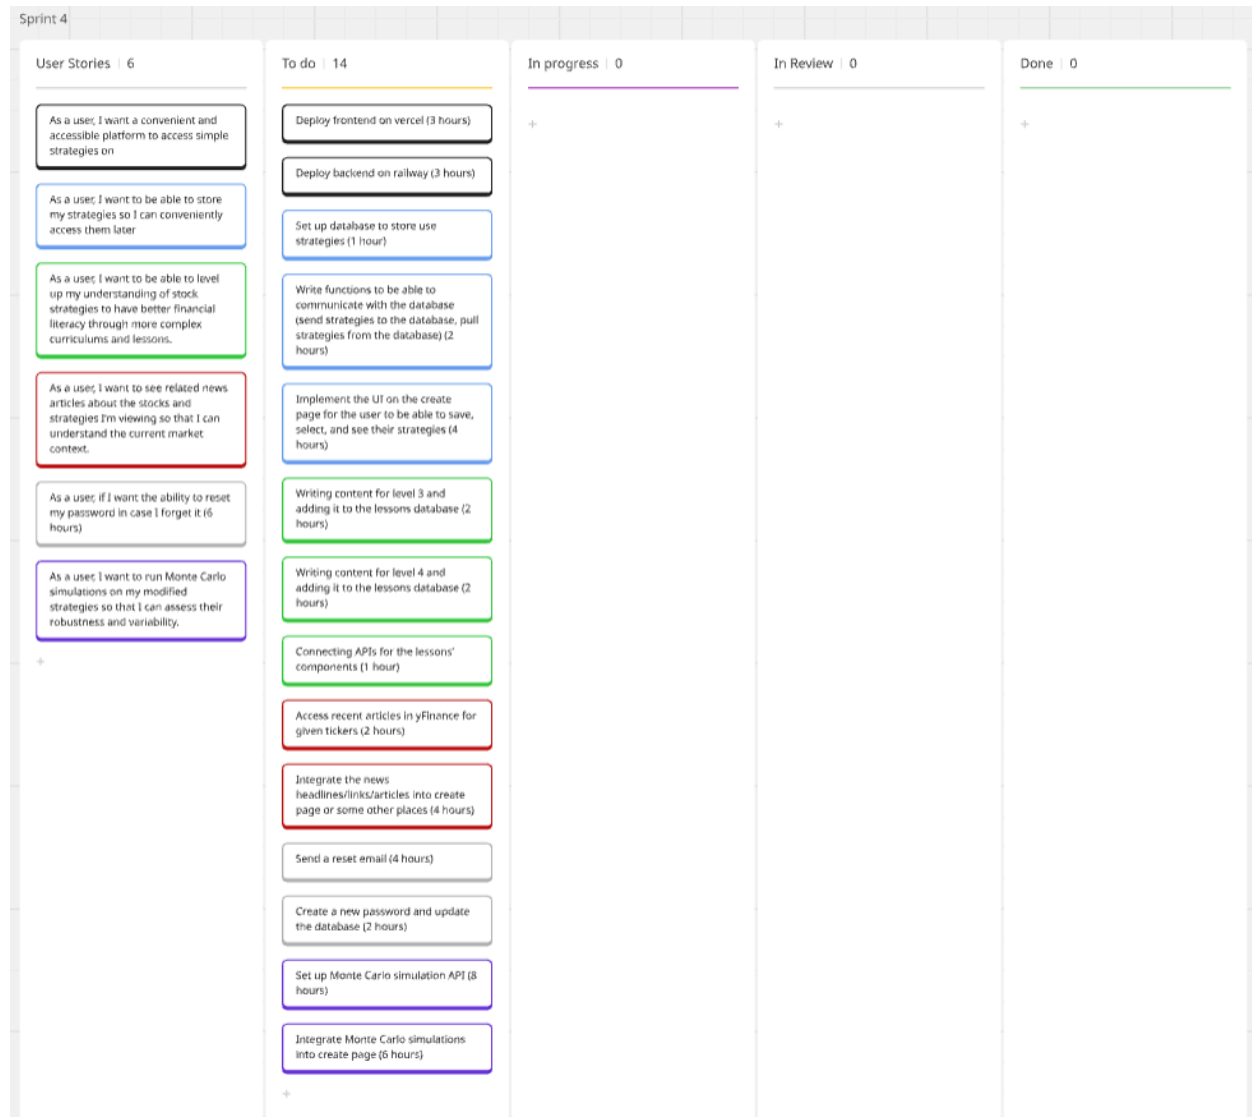 Sprint 4
User Stories | 6
As a user, I want a convenient and
accessible platform to access simple
strategies on
As a user, I want to be able to store
my strategies so I can conveniently
access them later
As a user, I want to be able to level
up my understanding of stock
strategies to have better financial
literacy through more complex
curriculums and lessons.
As a user, I want to see related news
articles about the stocks and
strategies I'm viewing so that I can
understand the current market
context.
As a user, if I want the ability to reset
my password in case I forget it (6
hours)
As a user, I want to run Monte Carlo
simulations on my modified
strategies so that I can assess their
robustness and variability.
+
To do | 14
Deploy frontend on vercel (3 hours)
Deploy backend on railway (3 hours)
Set up database to store use
strategies (1 hour)
Write functions to be able to
communicate with the database
(send strategies to the database, pull
strategies from the database) (2
hours)
Implement the UI on the create
page for the user to be able to save,
select, and see their strategies (4
hours)
Writing content for level 3 and
adding it to the lessons database (2
hours)
Writing content for level 4 and
adding it to the lessons database (2
hours)
Connecting APIs for the lessons'
components (1 hour)
Access recent articles in yFinance for
given tickers (2 hours)
Integrate the news
headlines/links/articles into create
page or some other places (4 hours)
Send a reset email (4 hours)
Create a new password and update
the database (2 hours)
Set up Monte Carlo simulation API (8
hours)
Integrate Monte Carlo simulations
into create page (6 hours)
+
In progress | 0
+
In Review | 0
+
Done | 0
+